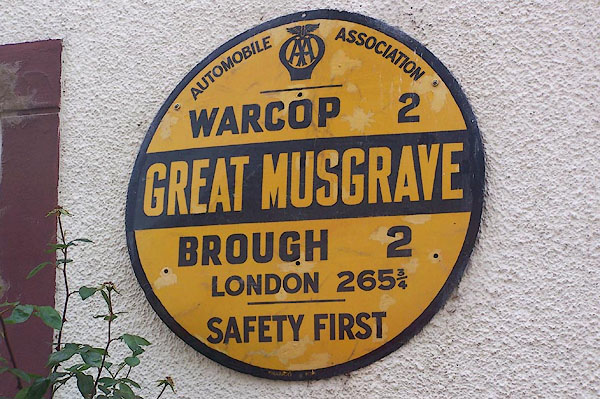 AUTOMOBILE AA ASSOCIATION
WARCOP 2
GREAT MUSGRAVE
BROUGH 2
LONDON 265¾
SAFETY FIRST